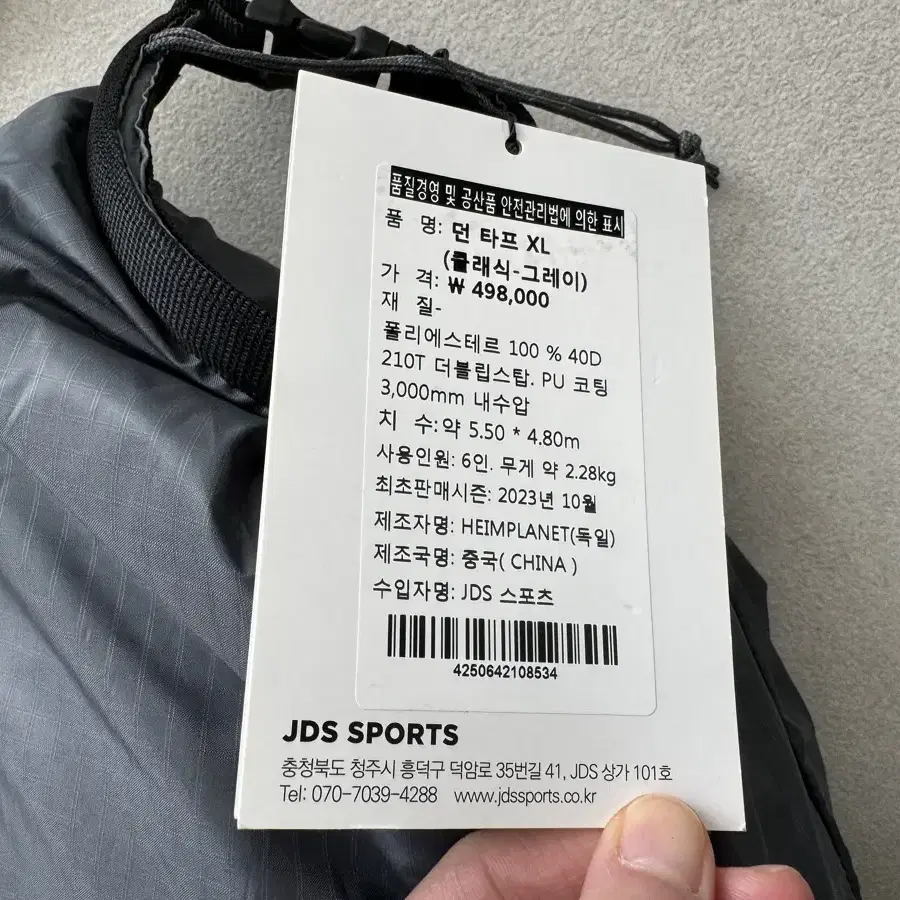 품질경영 및 공산품 안전관리법에 의한 표시
품 명: 던 타프 XL
(클래식-그레이)
가 격: ₩ 498,000
재 질-
폴리에스테르 100 % 40D
210T 더블립스탑. PU 코팅
3,000mm 내수압
치 수:약 5.50 * 4.80m
사용인원: 6인. 무게 약 2.28kg
최초판매시즌: 2023년 10월
제조자명: HEIMPLANET(독일)
제조국명: 중국( CHINA )
수입자명: JDS 스포츠
4250642108534
JDS SPORTS
충청북도 청주시 흥덕구 덕암로 35번길 41, JDS 상가 101호
Tel: 070-7039-4288 www.jdssports.co.kr